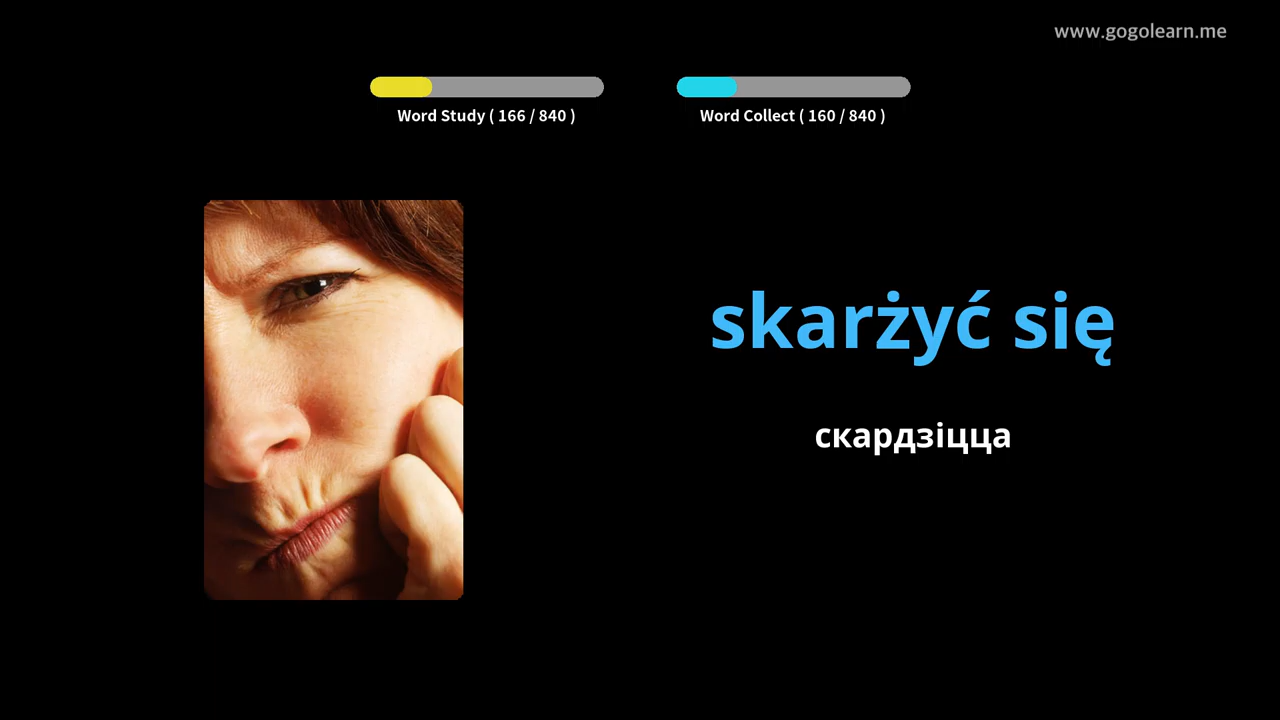 www.gogolearn.me
Word Study ( 166 / 840 )
Word Collect ( 160 / 840 )
skarżyć się
скардзіцца